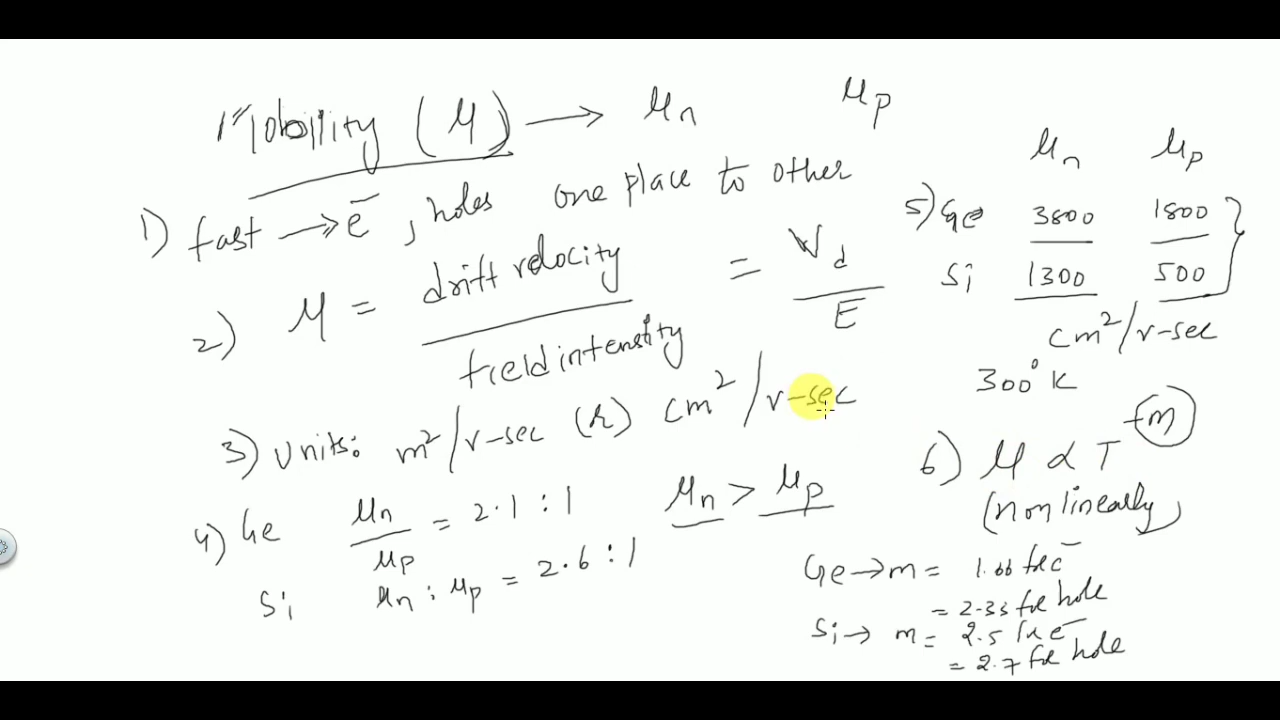 Mobility (μ) → μn μp
1) fast → e⁻, holes one place to other
2) μ = drift velocity / field intensity = Vd / E
3) units: m²/v-sec (r) cm²/v-sec
4) Ge μn / μp = 2.1 : 1 μn > μp
Si μn : μp = 2.6 : 1
μn μp
5) Ge 3800 1800
Si 1300 500
cm²/v-sec
300° K
6) μ ∝ T⁻ᵐ
(non linearly)
Ge → m = 1.66 for e⁻
= 2.33 for hole
Si → m = 2.5 for e⁻
= 2.7 for hole